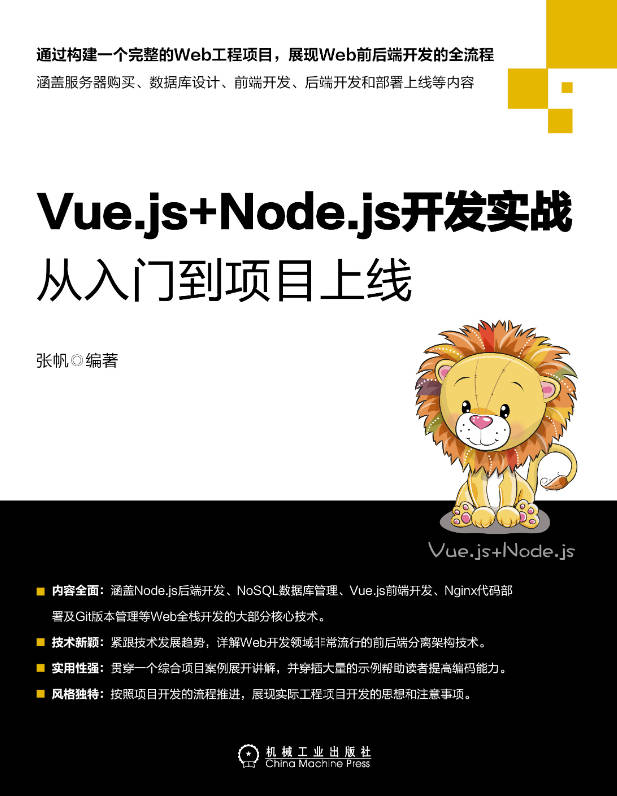 通过构建一个完整的Web工程项目，展现Web前后端开发的全流程
涵盖服务器购买、数据库设计、前端开发、后端开发和部署上线等内容
Vue.js+Node.js开发实战
从入门到项目上线
张帆◎编著
Vue.js+Node.js
■ 内容全面：涵盖Node.js后端开发、NoSQL数据库管理、Vue.js前端开发、Nginx代码部
署及Git版本管理等Web全栈开发的大部分核心技术。
■ 技术新颖：紧跟技术发展趋势，详解Web开发领域非常流行的前后端分离架构技术。
■ 实用性强：贯穿一个综合项目案例展开讲解，并穿插大量的示例帮助读者提高编码能力。
■ 风格独特：按照项目开发的流程推进，展现实际工程项目开发的思想和注意事项。
机械工业出版社
China Machine Press